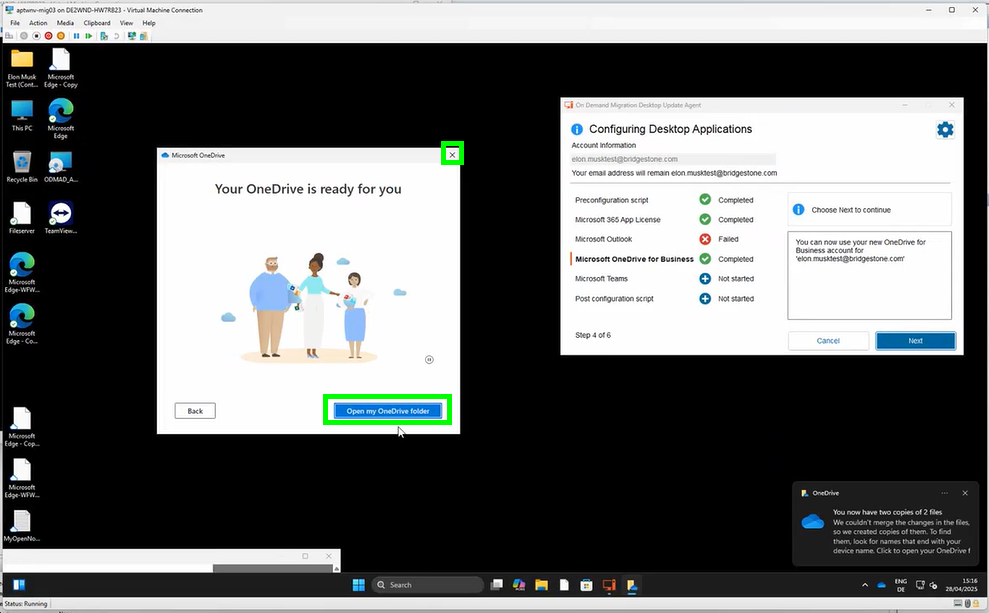 aptwnv-mig03 on DE2WND-HW7R823 - Virtual Machine Connection
File Action Media Clipboard View Help
Elon Musk
Test (Cont...
Microsoft
Edge - Copy
This PC
Microsoft
Edge
Recycle Bin
ODMAD_A...
Fileserver
TeamView...
Microsoft
Edge-WFW...
Microsoft
Edge - Co...
Microsoft
Edge - Cop...
Microsoft
Edge-WFW...
MyOpenNo...
Microsoft OneDrive
Your OneDrive is ready for you
Back
Open my OneDrive folder
On Demand Migration Desktop Update Agent
Configuring Desktop Applications
Account Information
elon.musktest@bridgestone.com
Your email address will remain elon.musktest@bridgestone.com
Preconfiguration script Completed
Microsoft 365 App License Completed
Microsoft Outlook Failed
Microsoft OneDrive for Business Completed
Microsoft Teams Not started
Post configuration script Not started
Step 4 of 6
Choose Next to continue
You can now use your new OneDrive for
Business account for
'elon.musktest@bridgestone.com'
Cancel
Next
OneDrive
You now have two copies of 2 files
We couldn't merge the changes in the files,
so we created copies of them. To find
them, look for names that end with your
device name. Click to open your OneDrive f
Search
ENG
DE
15:16
28/04/2025
Status: Running